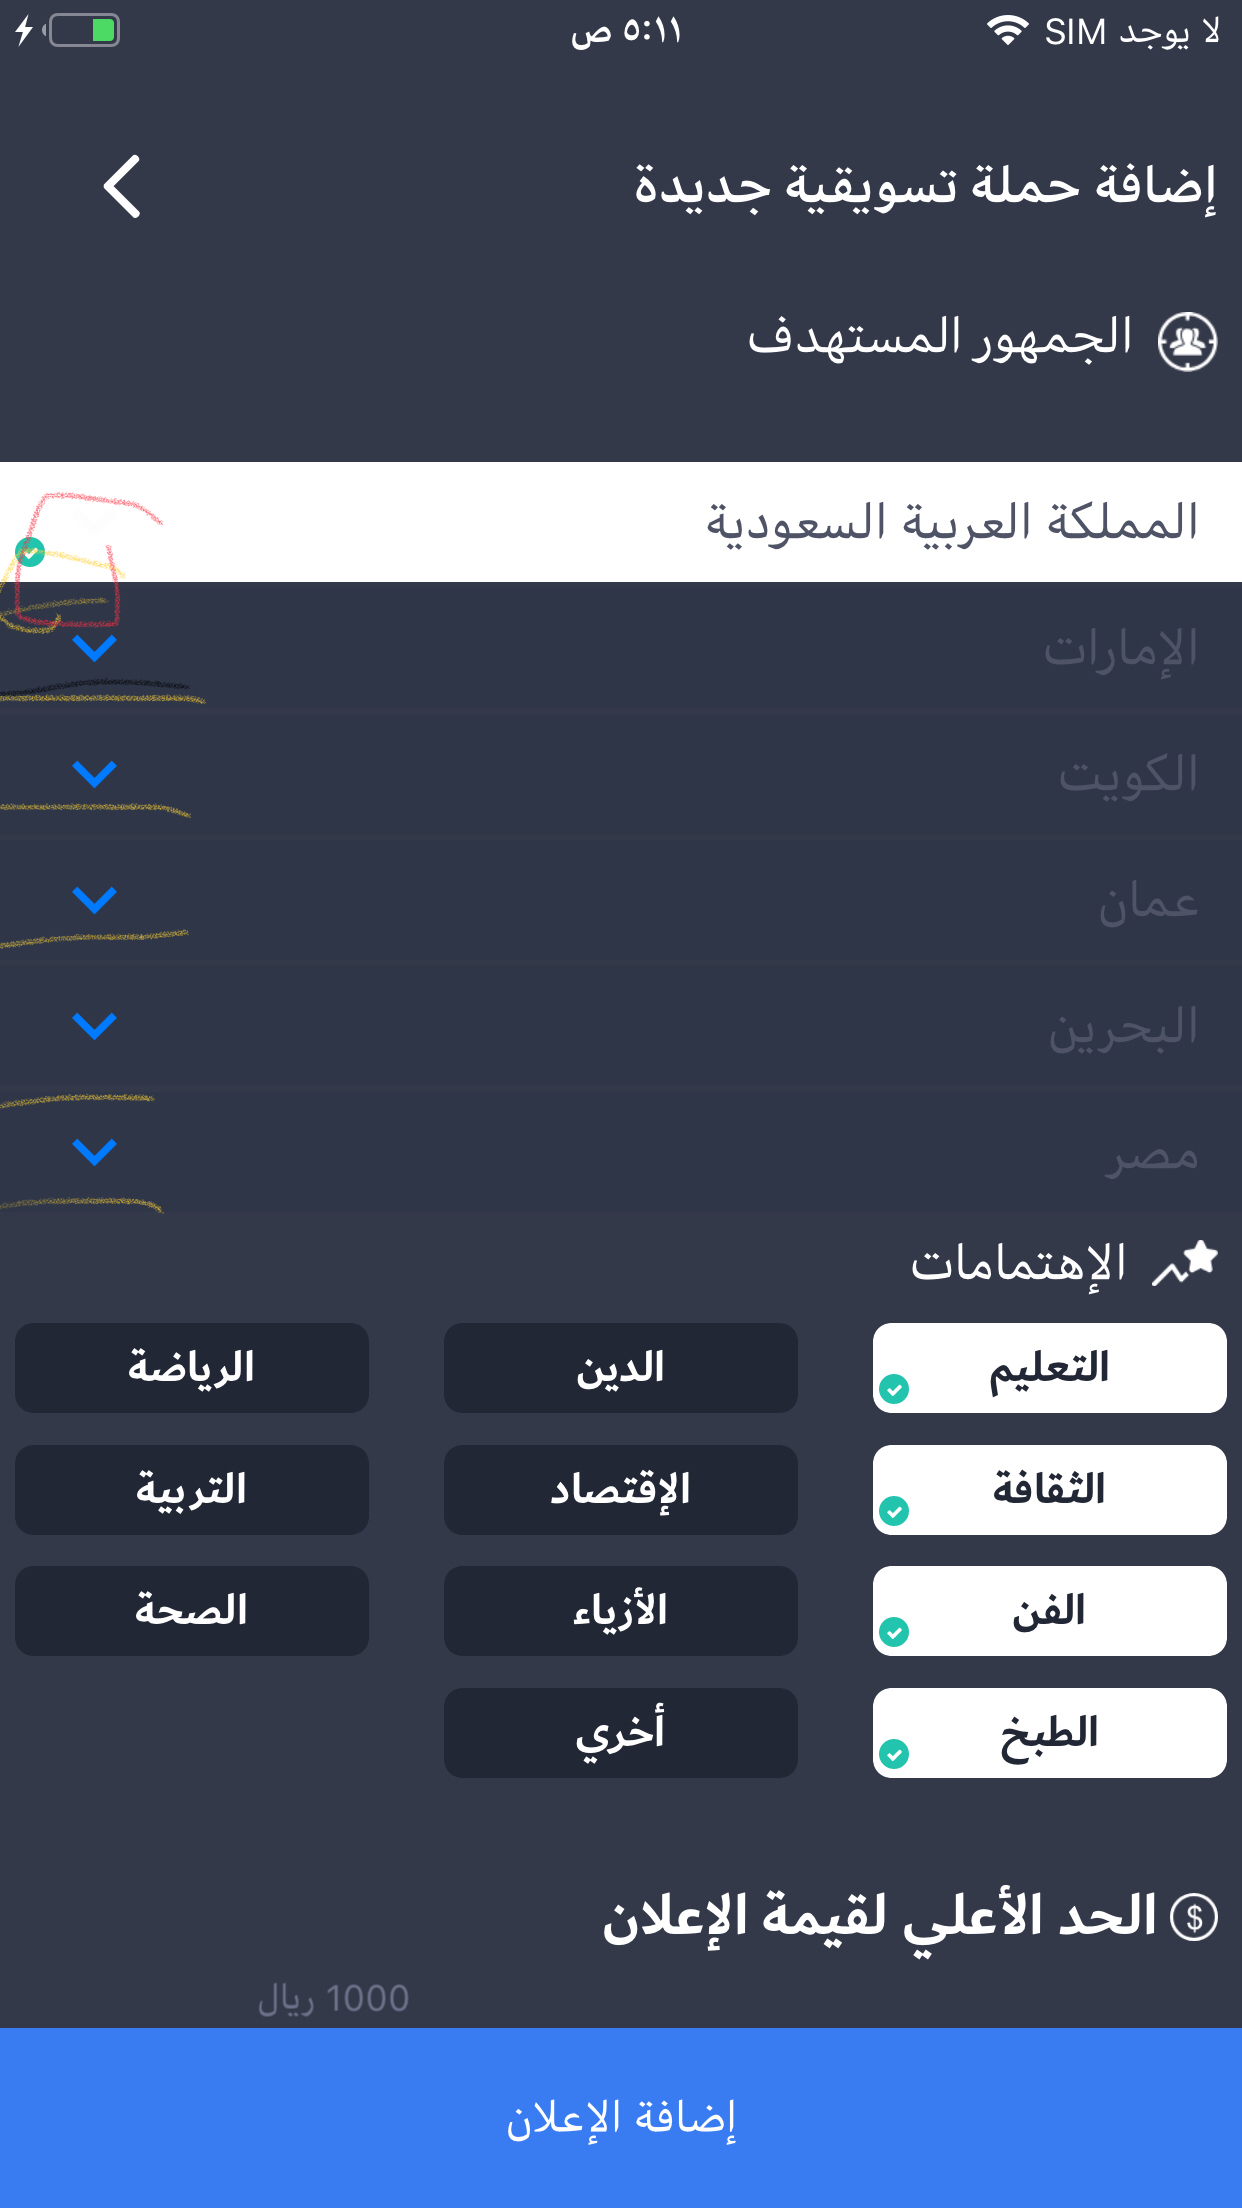 لا يوجد SIM ٥:١١ ص
إضافة حملة تسويقية جديدة
الجمهور المستهدف
المملكة العربية السعودية
الإمارات
الكويت
عمان
البحرين
مصر
الإهتمامات
التعليم الدين الرياضة
الثقافة الإقتصاد التربية
الفن الأزياء الصحة
الطبخ أخري
الحد الأعلي لقيمة الإعلان
1000 ريال
إضافة الإعلان